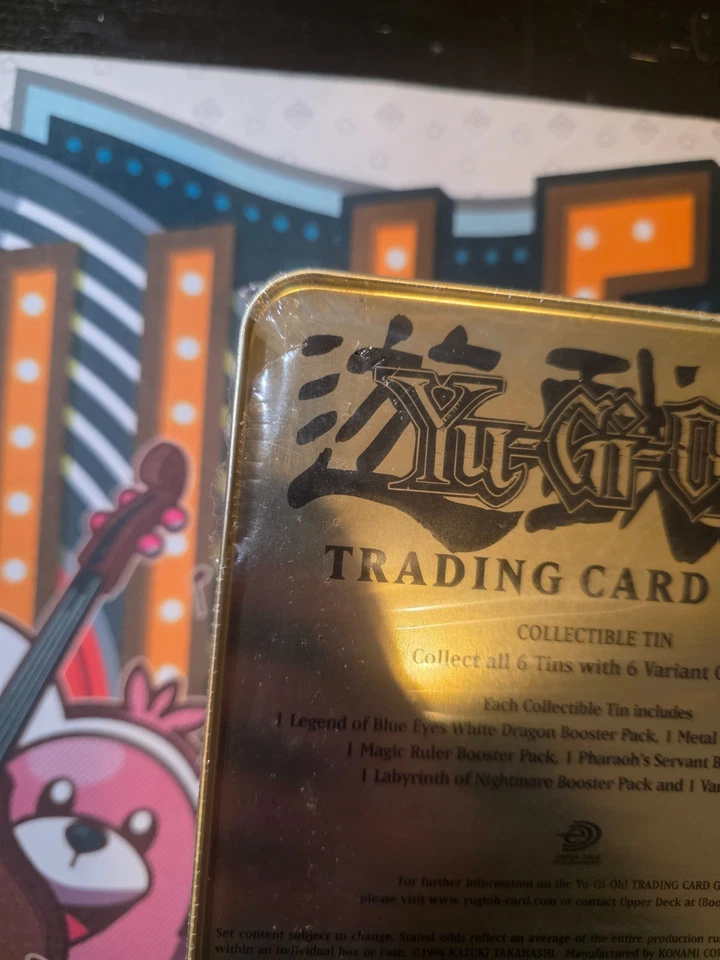 遊戯
Yu-Gi-O
TRADING CARD
COLLECTIBLE TIN
Collect all 6 Tins with 6 Variant
Each Collectible Tin includes
1 Legend of Blue Eyes White Dragon Booster Pack, 1 Metal
1 Magic Ruler Booster Pack, 1 Pharaoh's Servant B
1 Labyrinth of Nightmare Booster Pack and 1 Va
For further information on the Yu-Gi-Oh! TRADING CARD G
please visit www.yugioh-card.com or contact Upper Deck at (800
Set content subject to change. Stated odds reflect an average of the entire production ru
within an individual box or case. ©1996 KAZUKI TAKAHASHI. Manufactured by KONAMI CO